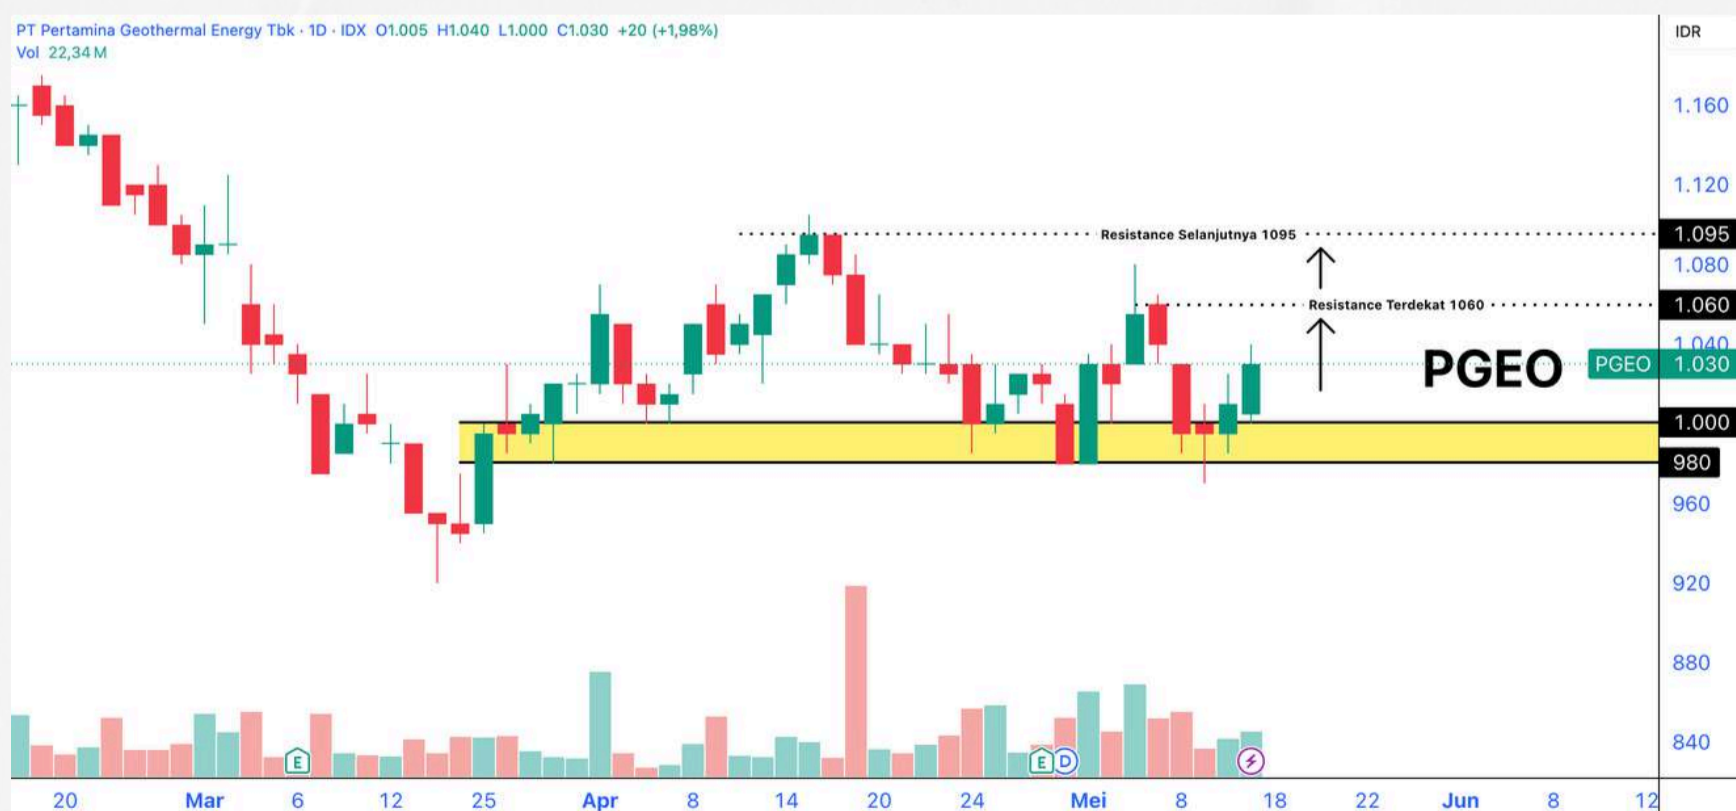 PT Pertamina Geothermal Energy Tbk · 1D · IDX O1.005 H1.040 L1.000 C1.030 +20 (+1,98%)
Vol 22,34 M
IDR
1.160
1.120
Resistance Selanjutnya 1095
1.095
1.080
Resistance Terdekat 1060
1.060
1.040
PGEO
PGEO 1.030
1.000
980
960
920
880
840
E
E D
20 Mar 6 12 25 Apr 8 14 20 24 Mei 8 18 22 Jun 8 12